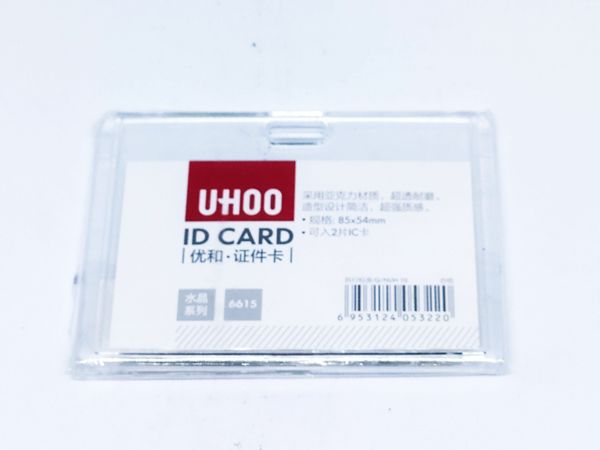 UHOO
ID CARD
优和·证件卡
水晶
系列
6615
采用亚克力材质、超透耐磨、
造型设计简洁、超强质感。
• 规格: 85x54mm
• 可入2片IC卡
6 953124 053220